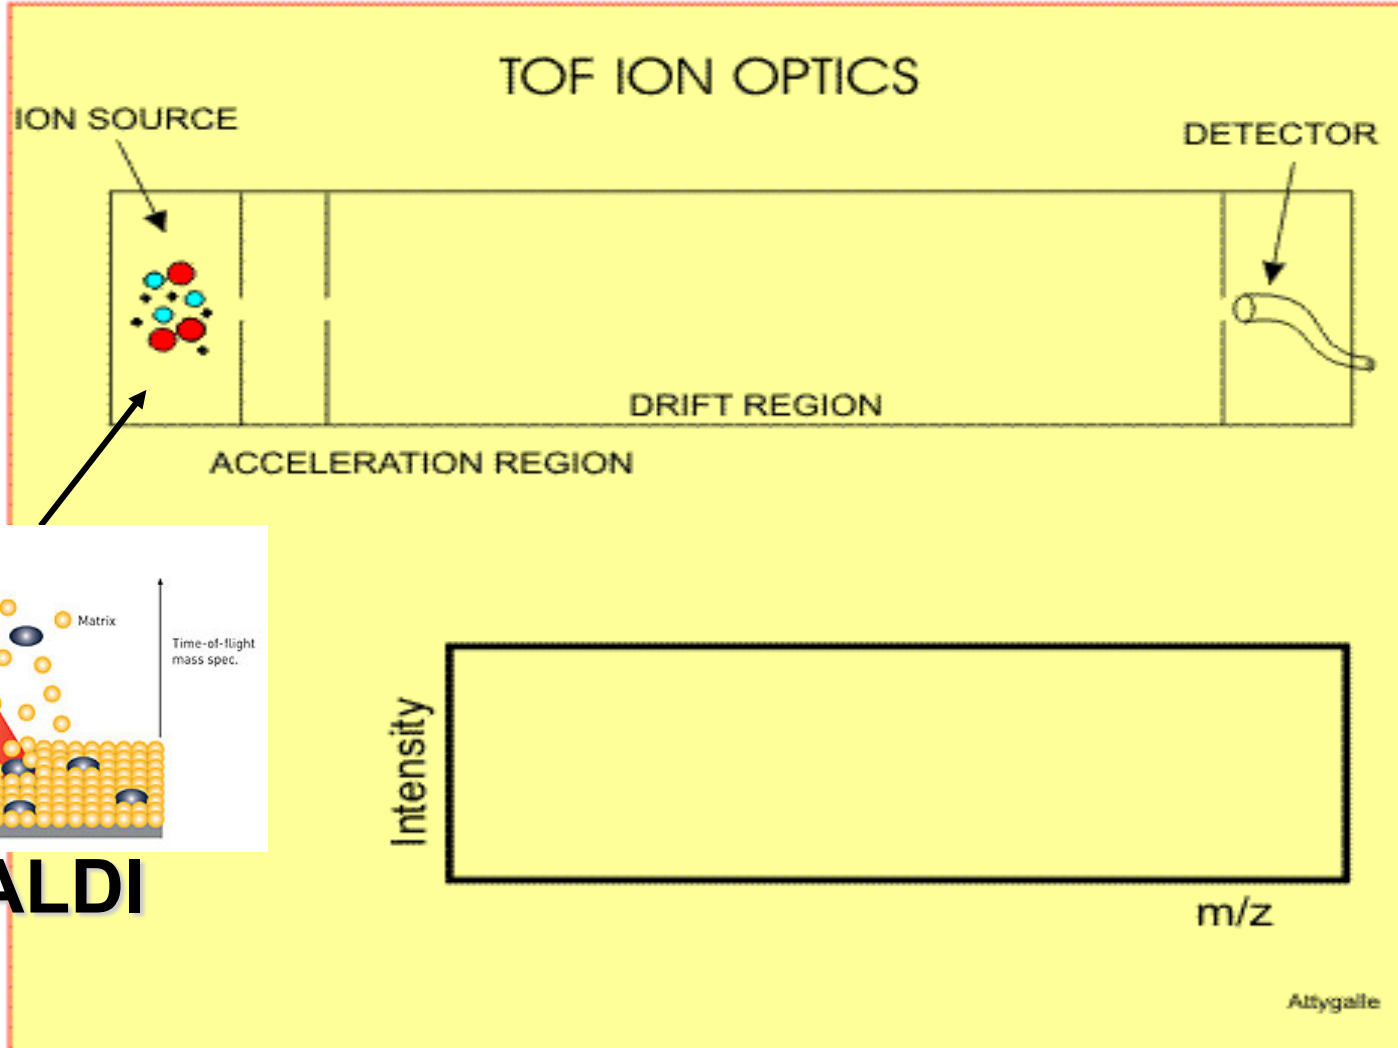 TOF ION OPTICS
ION SOURCE
DETECTOR
DRIFT REGION
ACCELERATION REGION
Matrix
Time-of-flight
mass spec.
ALDI
Intensity
m/z
Attygalle